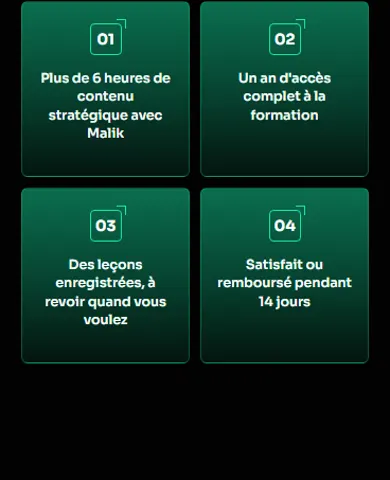 01
Plus de 6 heures de
contenu
stratégique avec
Malik
02
Un an d'accès
complet à la
formation
03
Des leçons
enregistrées, à
revoir quand vous
voulez
04
Satisfait ou
remboursé pendant
14 jours